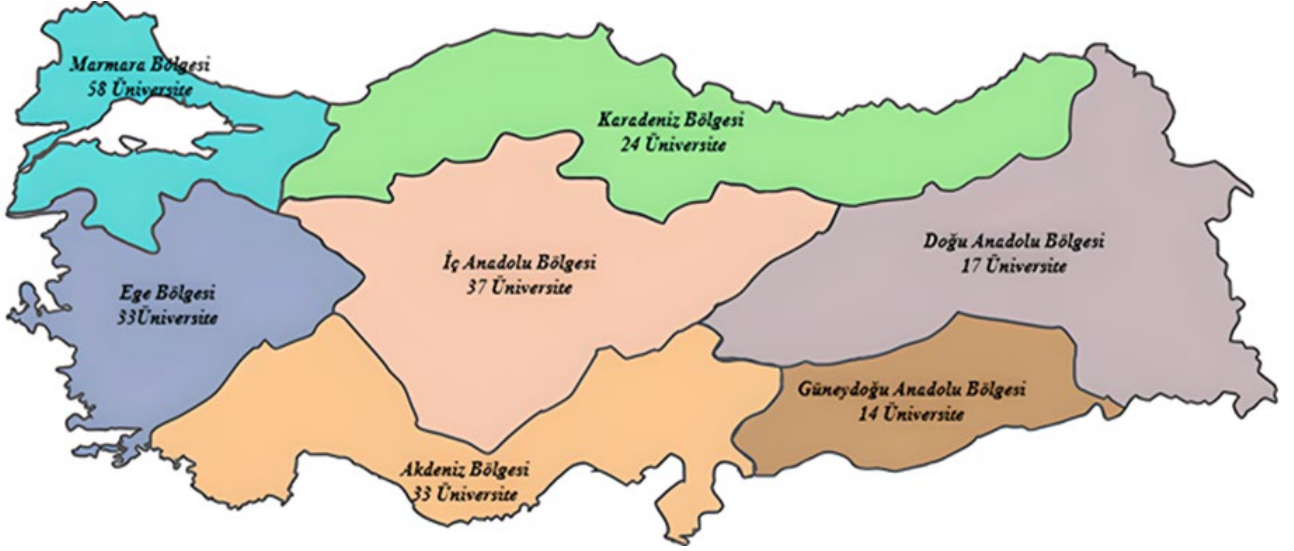 Marmara Bölgesi
58 Üniversite
Karadeniz Bölgesi
24 Üniversite
Doğu Anadolu Bölgesi
17 Üniversite
İç Anadolu Bölgesi
37 Üniversite
Ege Bölgesi
33Üniversite
Güneydoğu Anadolu Bölgesi
14 Üniversite
Akdeniz Bölgesi
33 Üniversite